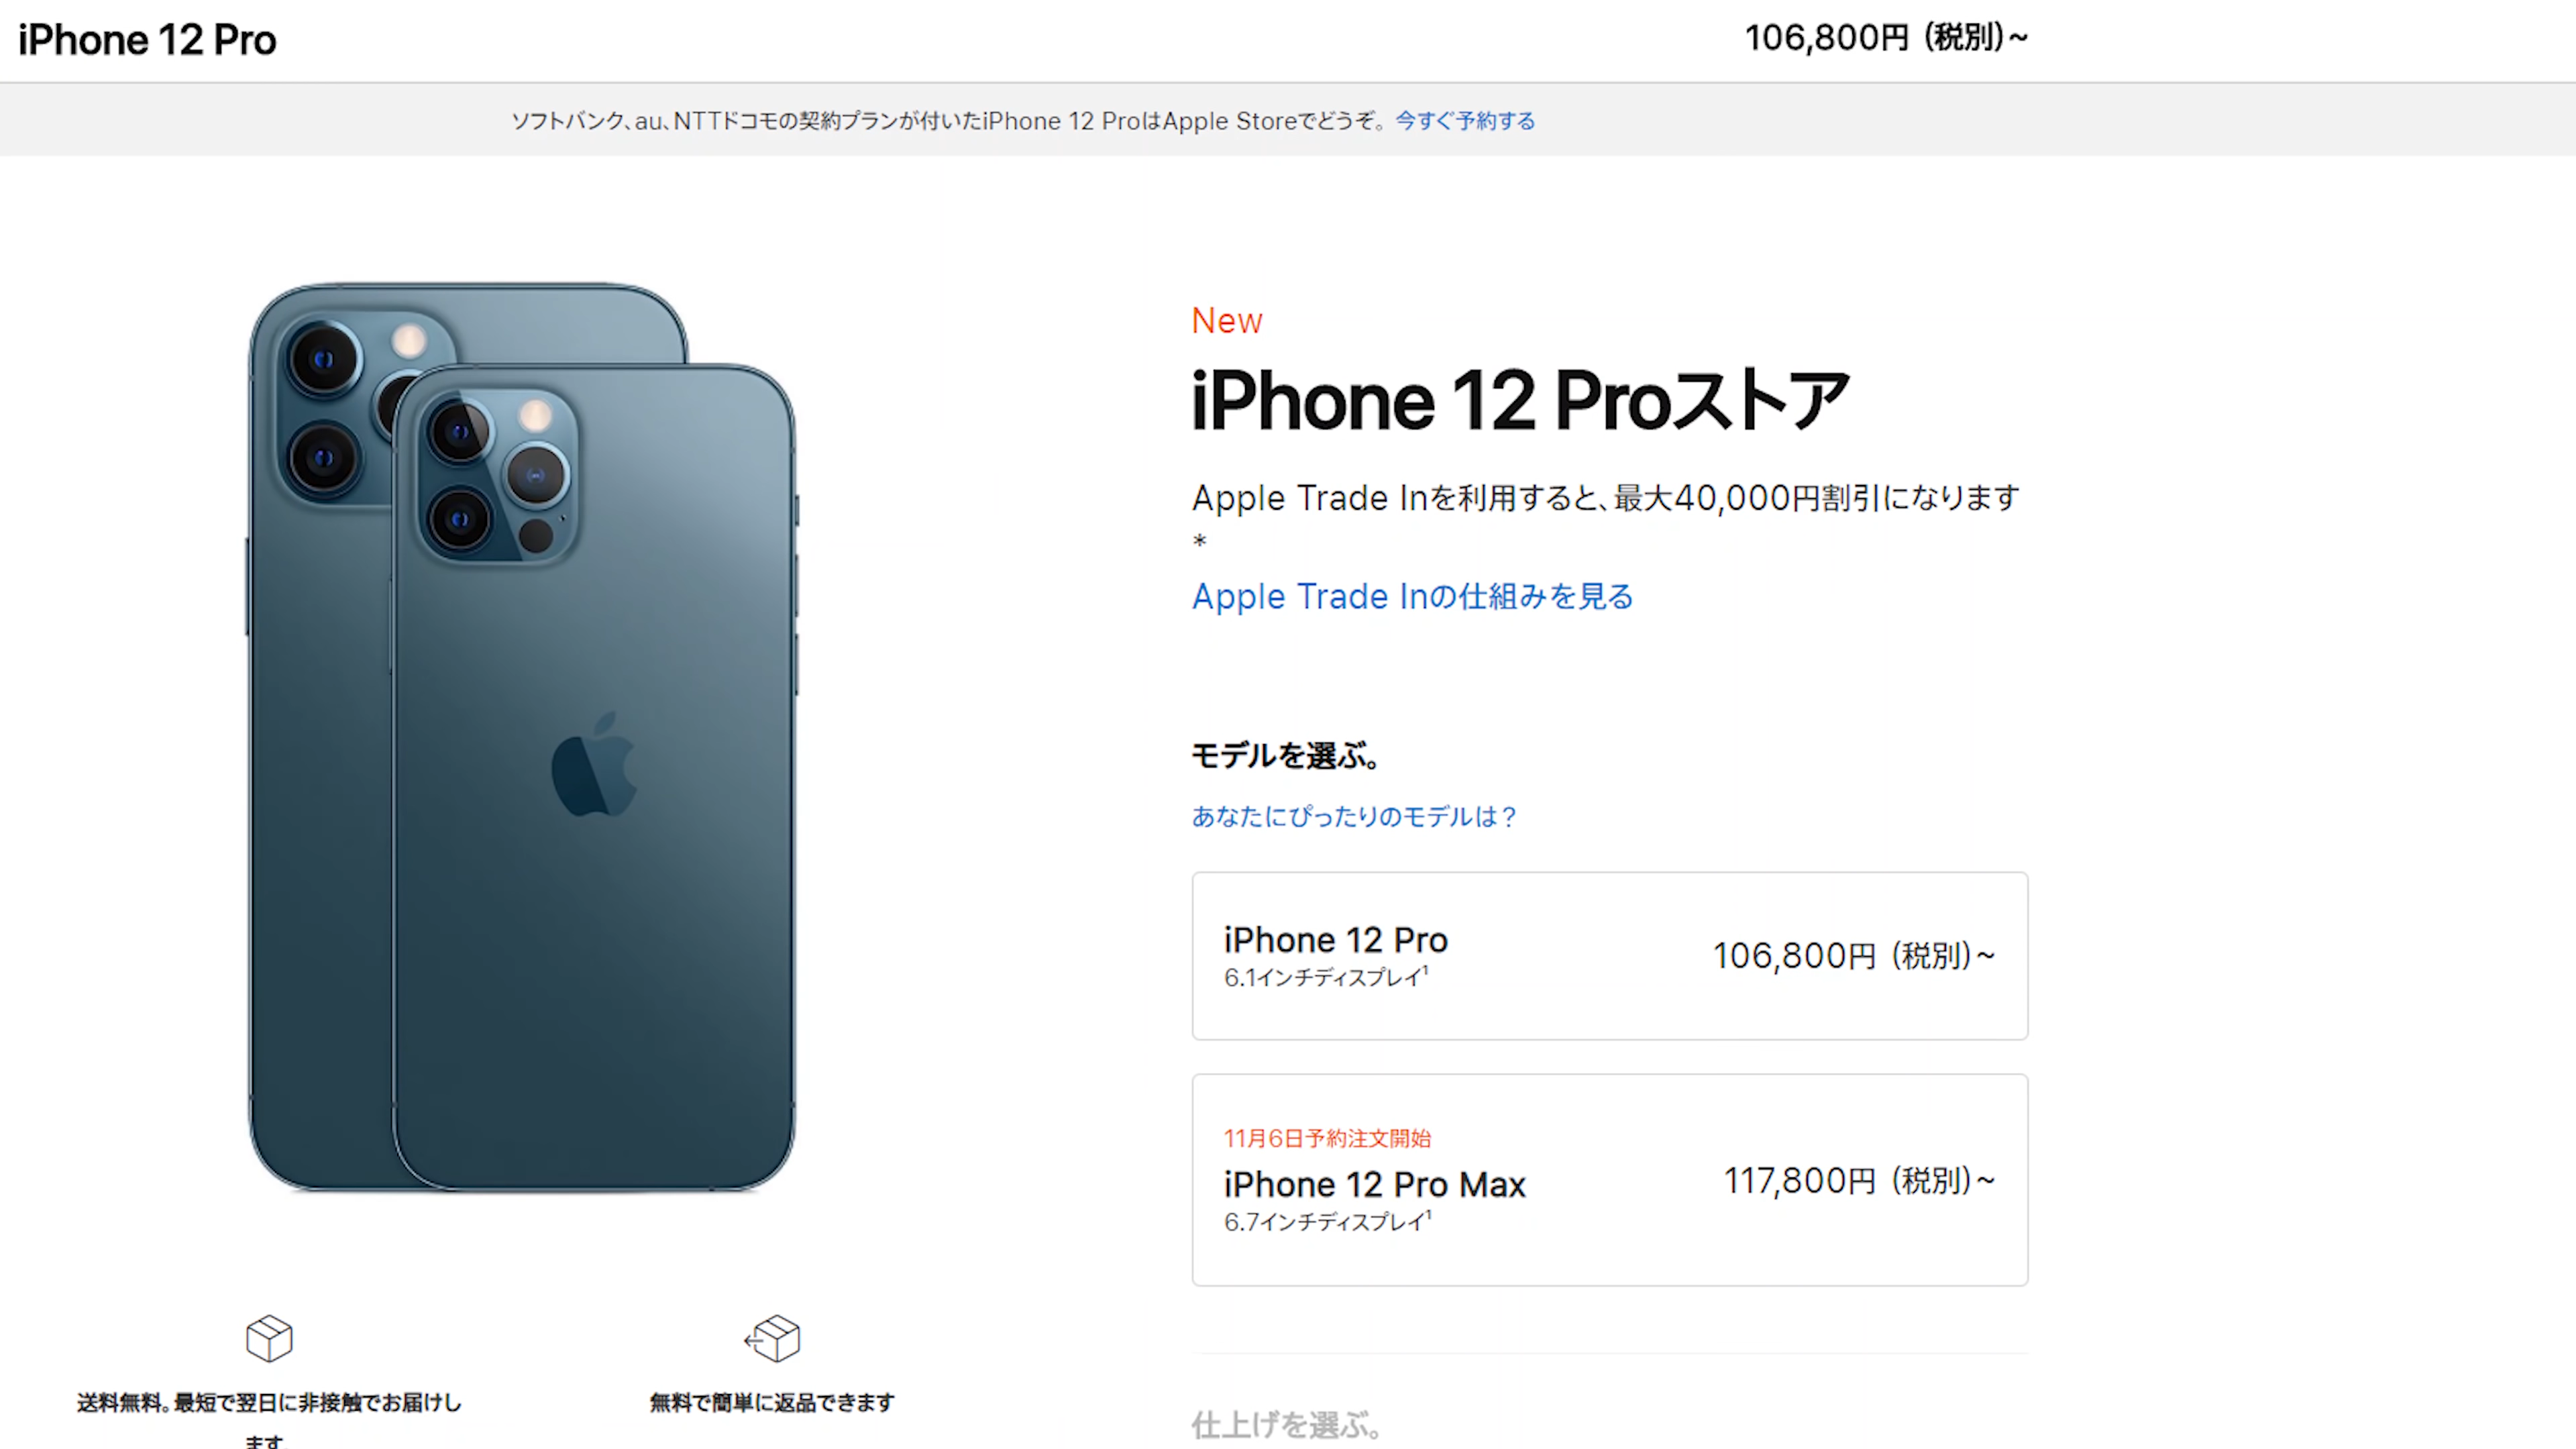 iPhone 12 Pro
106,800円（税別）~
ソフトバンク、au、NTTドコモの契約プランが付いたiPhone 12 ProはApple Storeでどうぞ。今すぐ予約する
New
iPhone 12 Proストア
Apple Trade Inを利用すると、最大40,000円割引になります
*
Apple Trade Inの仕組みを見る
モデルを選ぶ。
あなたにぴったりのモデルは？
iPhone 12 Pro
6.1インチディスプレイ¹
106,800円（税別）~
11月6日予約注文開始
iPhone 12 Pro Max
6.7インチディスプレイ¹
117,800円（税別）~
送料無料。最短で翌日に非接触でお届けし
ます。
無料で簡単に返品できます
仕上げを選ぶ。